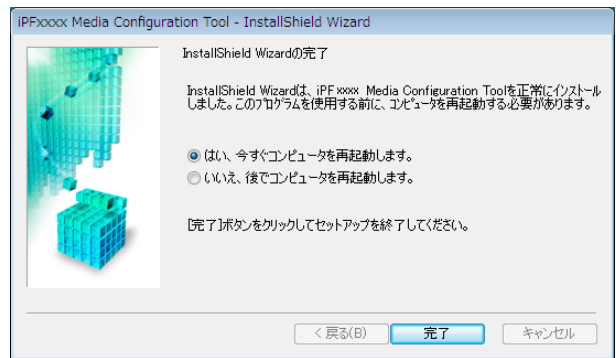 iPFxxxx Media Configuration Tool - InstallShield Wizard
InstallShield Wizardの完了
InstallShield Wizardは、iPF xxxx Media Configuration Toolを正常にインストール
しました。このプログラムを使用する前に、コンピュータを再起動する必要があります。
はい、今すぐコンピュータを再起動します。
いいえ、後でコンピュータを再起動します。
[完了]ボタンをクリックしてセットアップを終了してください。
< 戻る(B)
完了
キャンセル